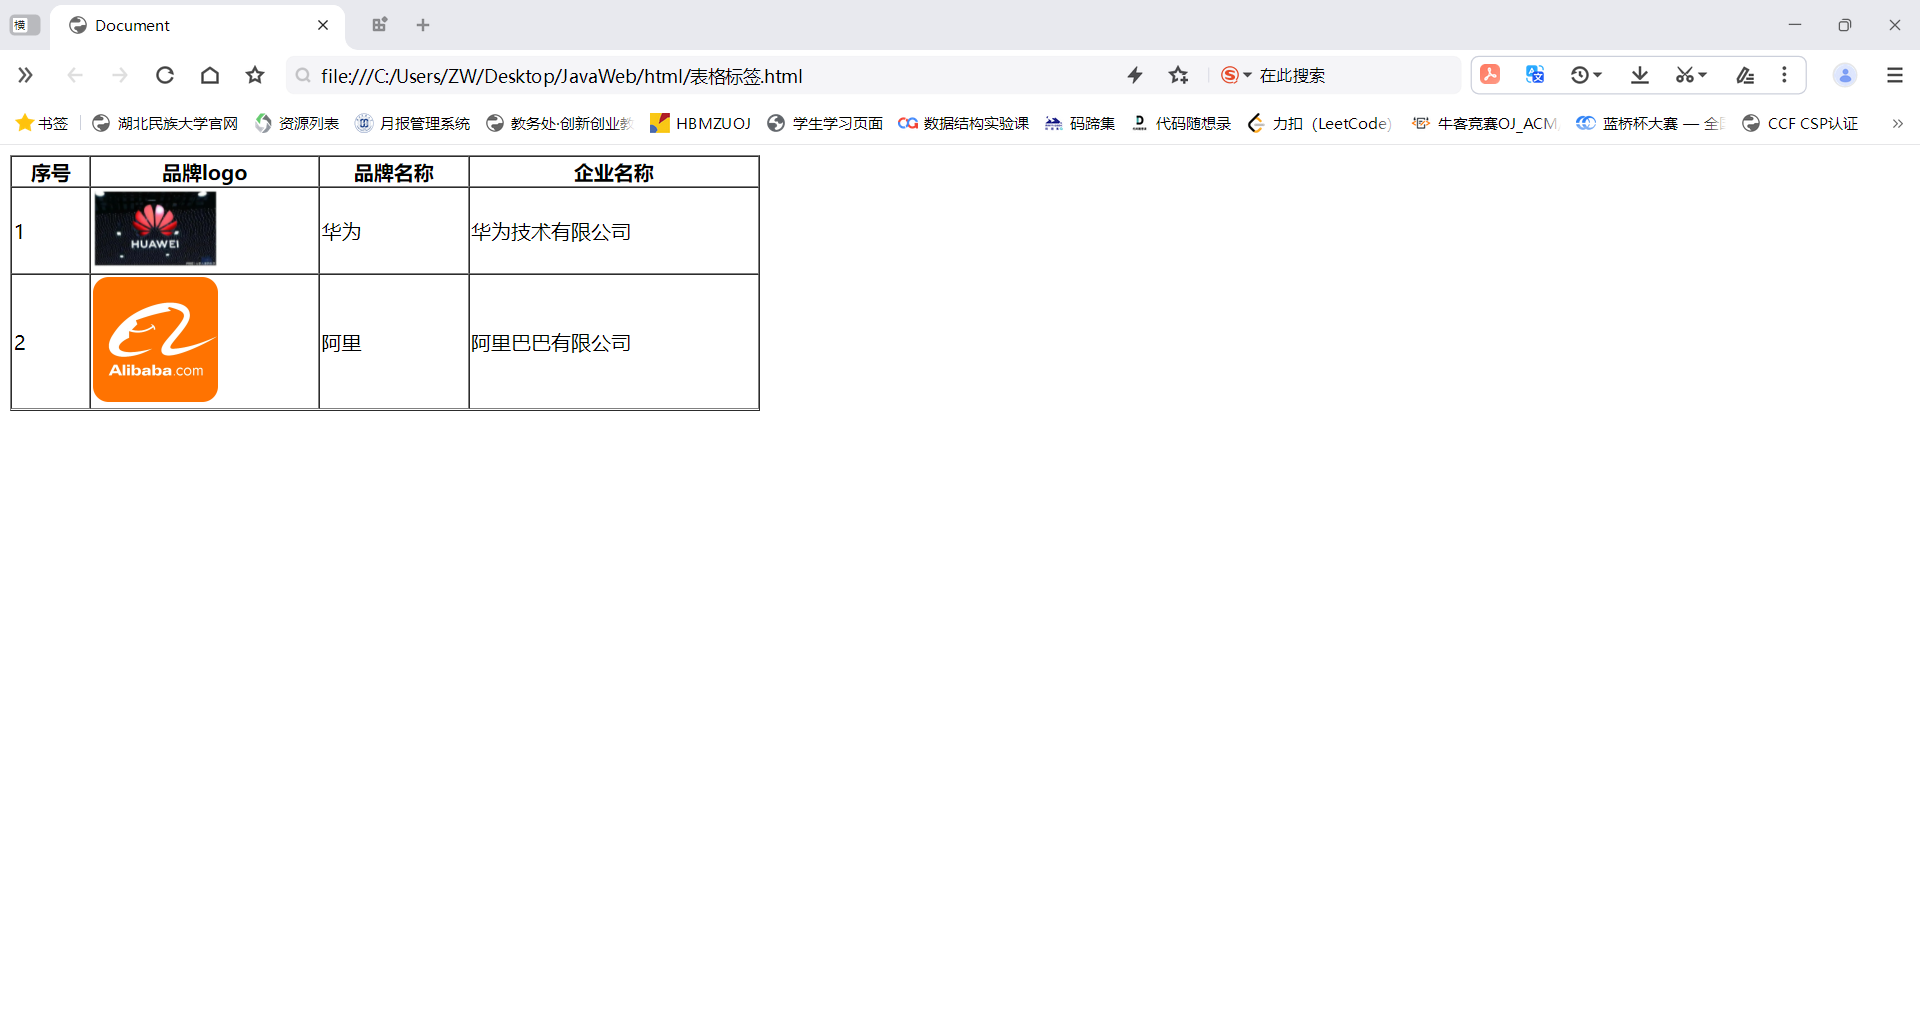 横 Document
file:///C:/Users/ZW/Desktop/JavaWeb/html/表格标签.html 在此搜索
书签 湖北民族大学官网 资源列表 月报管理系统 教务处·创新创业教 HBMZUOJ 学生学习页面 数据结构实验课 码蹄集 代码随想录 力扣（LeetCode） 牛客竞赛OJ_ACM 蓝桥杯大赛 — 全国 CCF CSP认证
序号 品牌logo 品牌名称 企业名称
1 HUAWEI 华为 华为技术有限公司
2 Alibaba.com 阿里 阿里巴巴有限公司